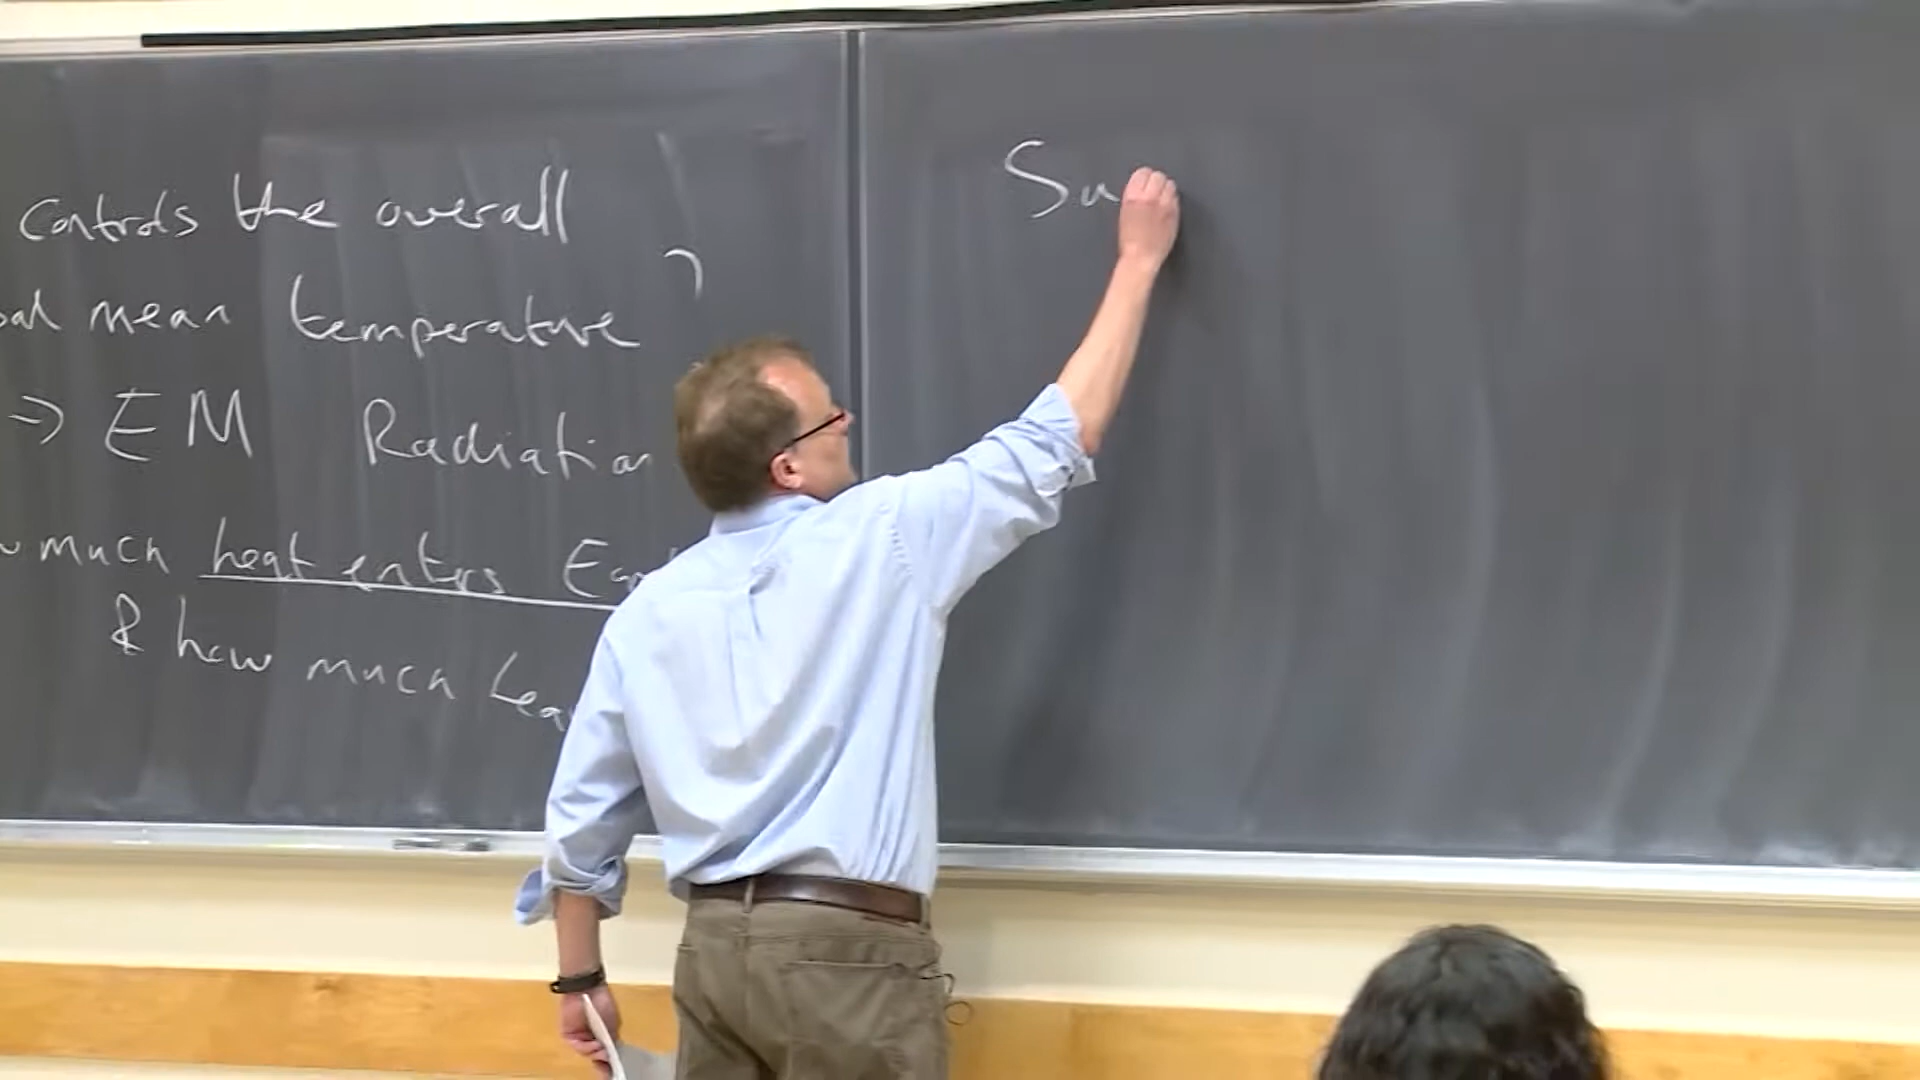 controls the overall
mean temperature ?
⇒ EM Radiation
much heat enters
& how much
Su